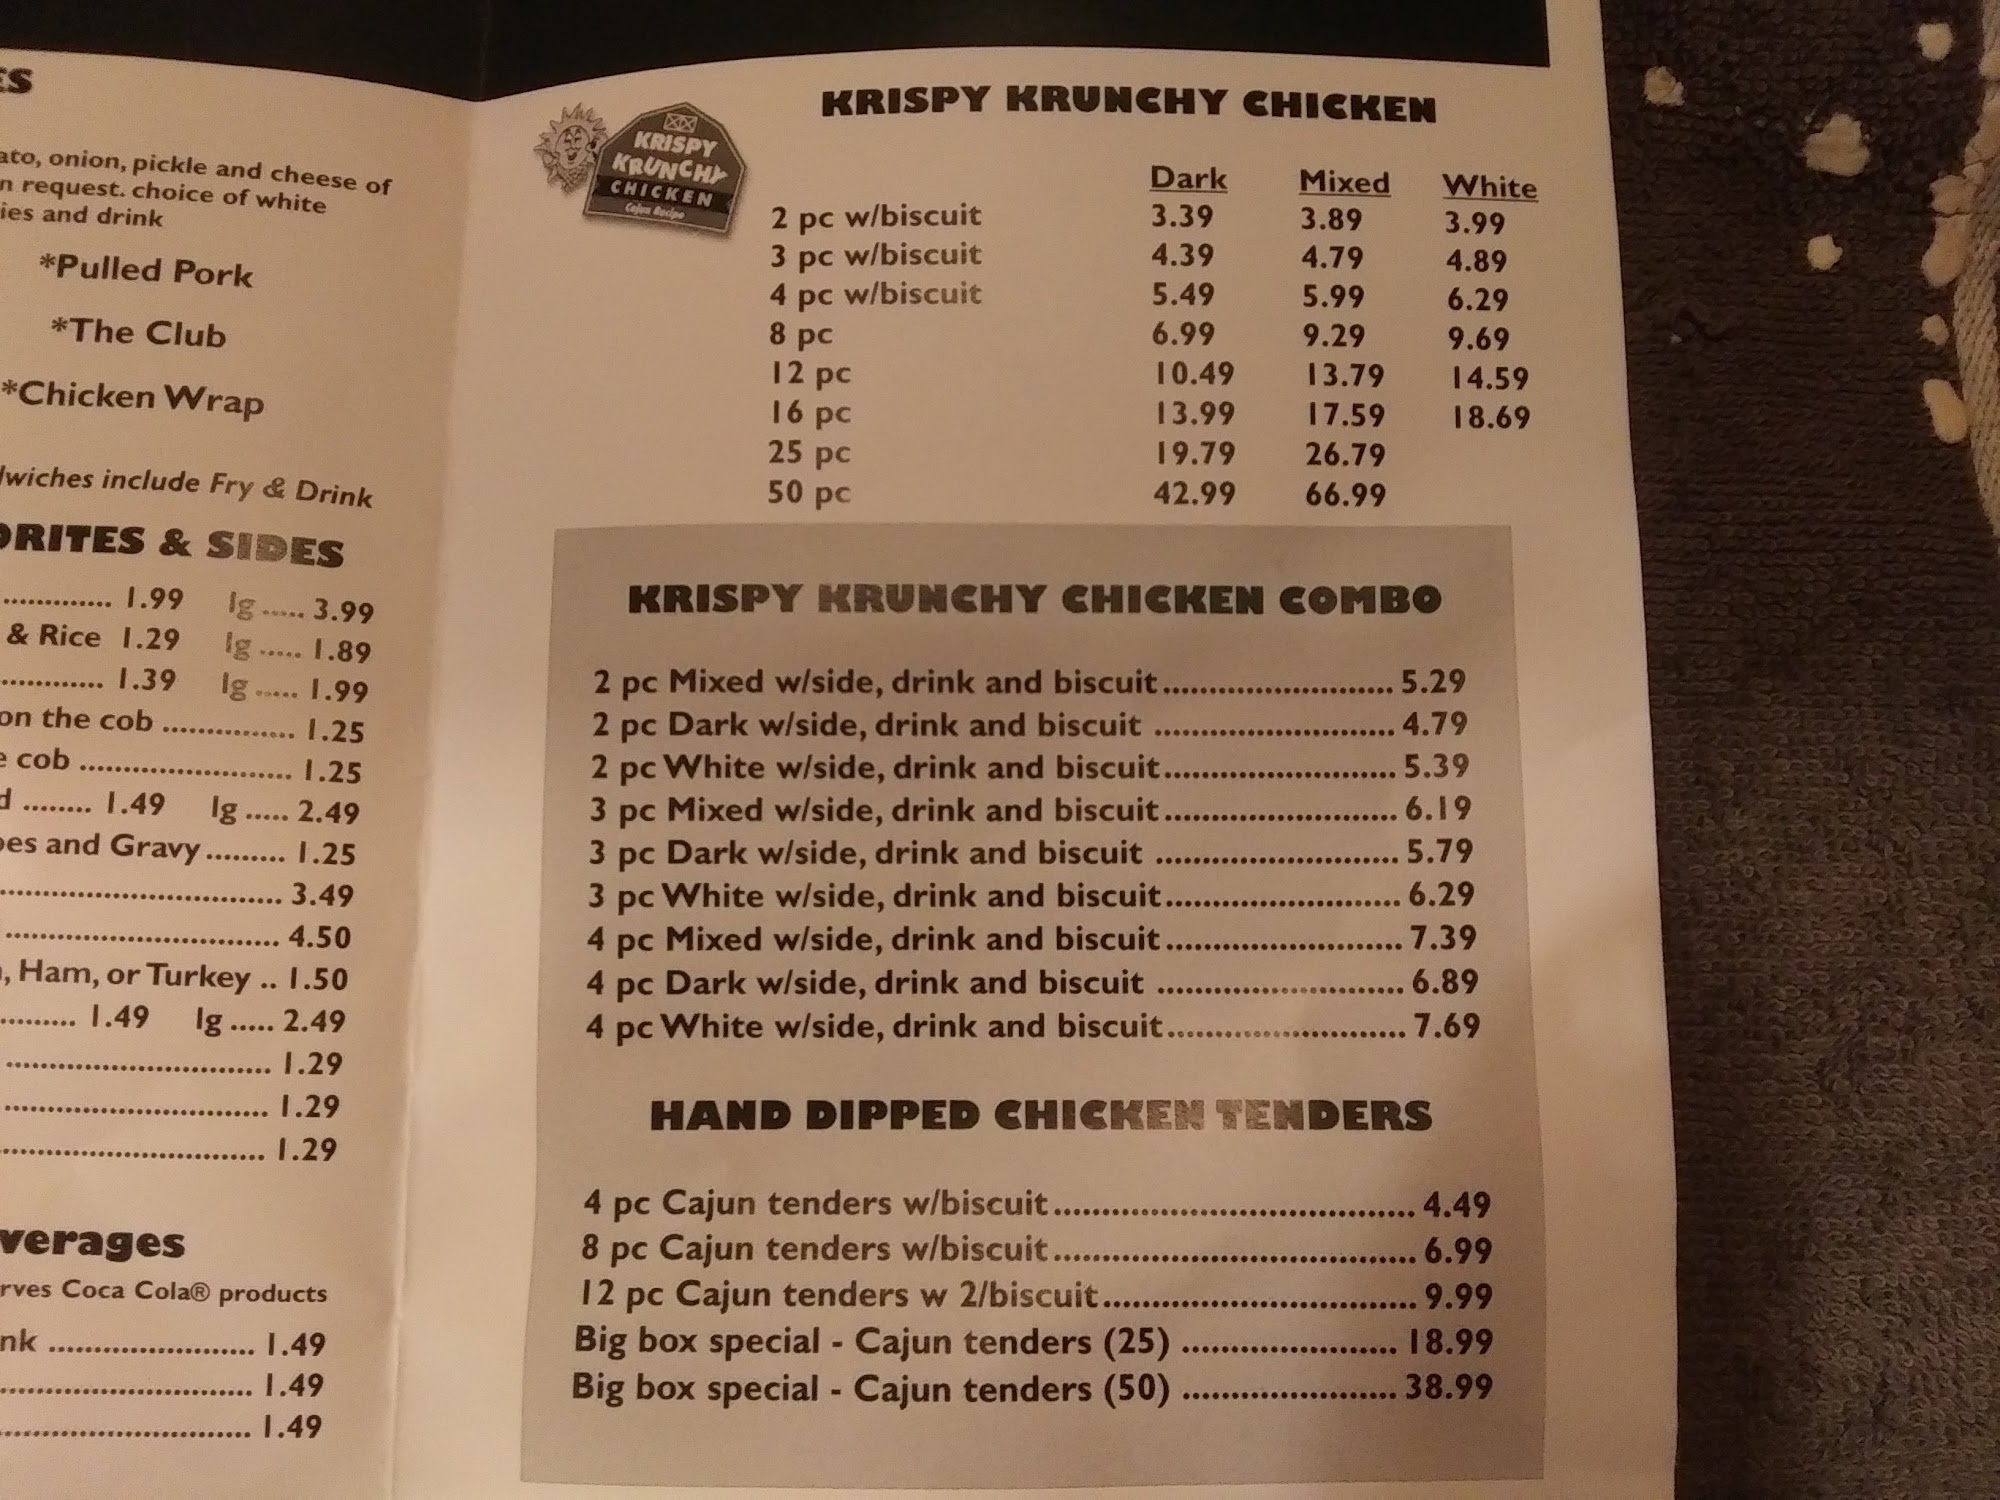 ES
ato, onion, pickle and cheese of
n request. choice of white
ies and drink
*Pulled Pork
*The Club
*Chicken Wrap
dwiches include Fry & Drink
ORITES & SIDES
............. 1.99 lg ..... 3.99
& Rice 1.29 lg ..... 1.89
............. 1.39 lg ..... 1.99
on the cob ............... 1.25
e cob ........................ 1.25
d ........ 1.49 lg ..... 2.49
oes and Gravy ......... 1.25
................................ 3.49
................................ 4.50
, Ham, or Turkey .. 1.50
......... 1.49 lg ..... 2.49
............................... 1.29
............................... 1.29
............................... 1.29
verages
rves Coca Cola® products
nk ........................ 1.49
............................. 1.49
............................. 1.49
KRISPY
KRUNCHY
CHICKEN
Cajun Recipe
KRISPY KRUNCHY CHICKEN
Dark Mixed White
2 pc w/biscuit 3.39 3.89 3.99
3 pc w/biscuit 4.39 4.79 4.89
4 pc w/biscuit 5.49 5.99 6.29
8 pc 6.99 9.29 9.69
12 pc 10.49 13.79 14.59
16 pc 13.99 17.59 18.69
25 pc 19.79 26.79
50 pc 42.99 66.99
KRISPY KRUNCHY CHICKEN COMBO
2 pc Mixed w/side, drink and biscuit ......................... 5.29
2 pc Dark w/side, drink and biscuit .......................... 4.79
2 pc White w/side, drink and biscuit ......................... 5.39
3 pc Mixed w/side, drink and biscuit ......................... 6.19
3 pc Dark w/side, drink and biscuit .......................... 5.79
3 pc White w/side, drink and biscuit ......................... 6.29
4 pc Mixed w/side, drink and biscuit ......................... 7.39
4 pc Dark w/side, drink and biscuit .......................... 6.89
4 pc White w/side, drink and biscuit ......................... 7.69
HAND DIPPED CHICKEN TENDERS
4 pc Cajun tenders w/biscuit ...................................... 4.49
8 pc Cajun tenders w/biscuit ...................................... 6.99
12 pc Cajun tenders w 2/biscuit ................................. 9.99
Big box special - Cajun tenders (25) ....................... 18.99
Big box special - Cajun tenders (50) ....................... 38.99